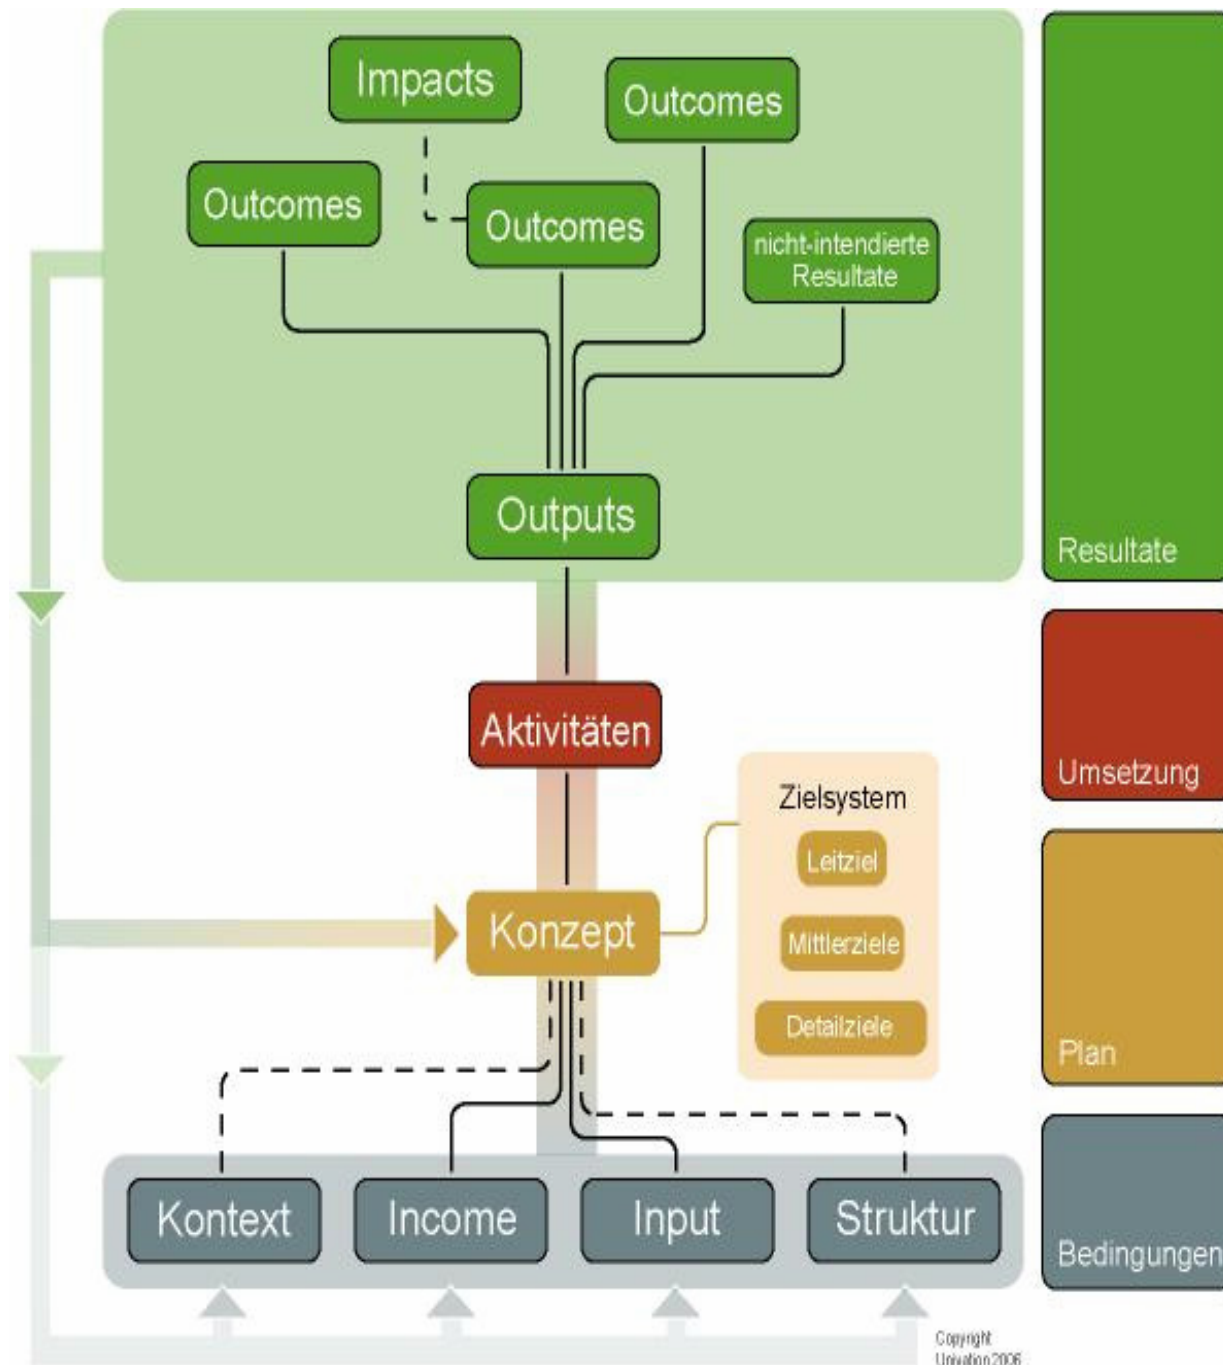 Impacts
Outcomes
Outcomes
Outcomes
nicht-intendierte
Resultate
Outputs
Resultate
Aktivitäten
Umsetzung
Zielsystem
Leitziel
Konzept
Mittlerziele
Detailziele
Plan
Kontext
Income
Input
Struktur
Bedingungen
Copyright
Univation 2006